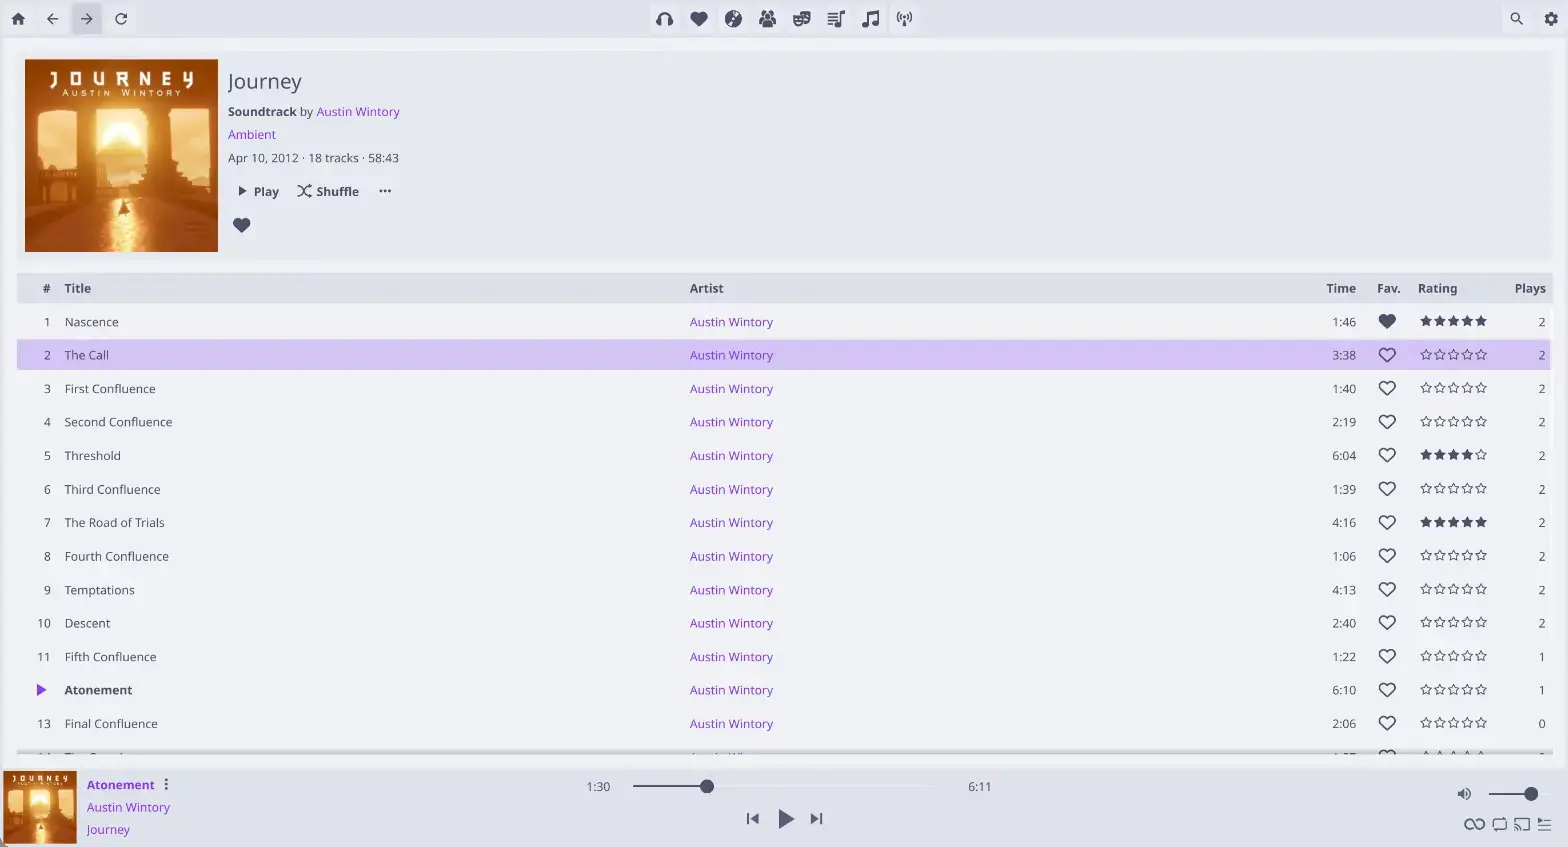 JOURNEY
AUSTIN WINTORY
Journey
Soundtrack by Austin Wintory
Ambient
Apr 10, 2012 · 18 tracks · 58:43
Play Shuffle
# Title Artist Time Fav. Rating Plays
1 Nascence Austin Wintory 1:46 2
2 The Call Austin Wintory 3:38 2
3 First Confluence Austin Wintory 1:40 2
4 Second Confluence Austin Wintory 2:19 2
5 Threshold Austin Wintory 6:04 2
6 Third Confluence Austin Wintory 1:39 2
7 The Road of Trials Austin Wintory 4:16 2
8 Fourth Confluence Austin Wintory 1:06 2
9 Temptations Austin Wintory 4:13 2
10 Descent Austin Wintory 2:40 2
11 Fifth Confluence Austin Wintory 1:22 1
Atonement Austin Wintory 6:10 1
13 Final Confluence Austin Wintory 2:06 0
JOURNEY
AUSTIN WINTORY
Atonement
Austin Wintory
Journey
1:30 6:11